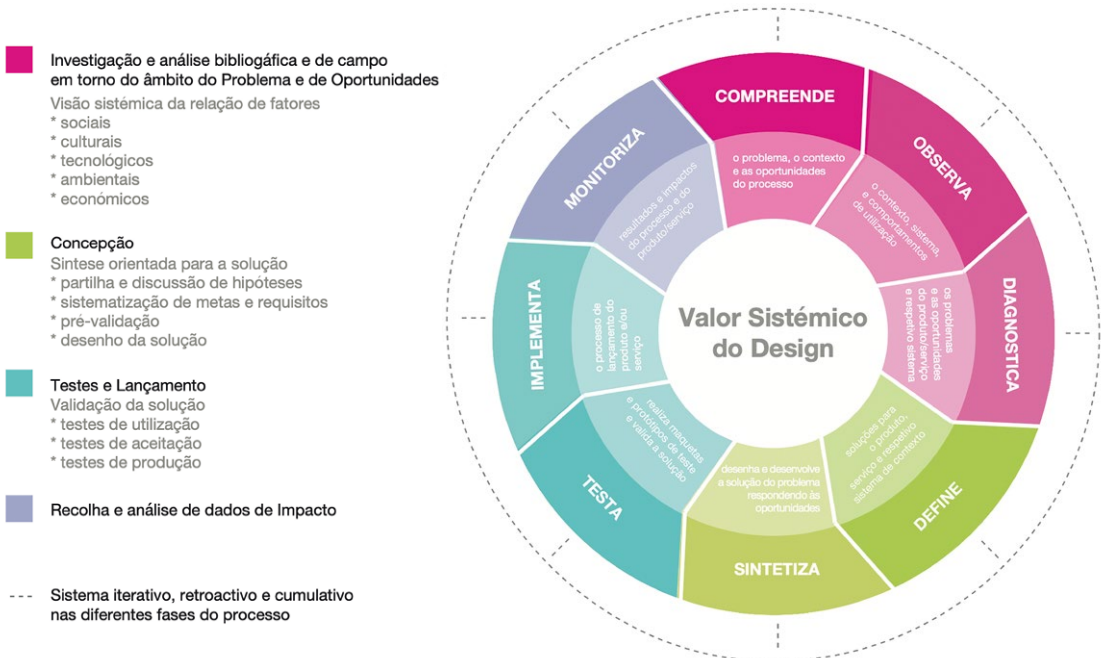 Investigação e análise bibliogáfica e de campo
em torno do âmbito do Problema e de Oportunidades
Visão sistémica da relação de fatores
* sociais
* culturais
* tecnológicos
* ambientais
* económicos
Concepção
Sintese orientada para a solução
* partilha e discussão de hipóteses
* sistematização de metas e requisitos
* pré-validação
* desenho da solução
Testes e Lançamento
Validação da solução
* testes de utilização
* testes de aceitação
* testes de produção
Recolha e análise de dados de Impacto
Sistema iterativo, retroactivo e cumulativo
nas diferentes fases do processo
Valor Sistémico
do Design
COMPREENDE
o problema, o contexto
e as oportunidades
do processo
OBSERVA
o contexto, sistema,
e comportamentos
de utilização
DIAGNOSTICA
os problemas
e as oportunidades
do produto/serviço
e respetivo sistema
DEFINE
soluções para
o produto,
serviço e respetivo
sistema de contexto
SINTETIZA
desenha e desenvolve
a solução do problema
respondendo às
oportunidades
TESTA
realiza maquetas
e protótipos de teste
e valida a solução
IMPLEMENTA
o processo de
lançamento do
produto e/ou
serviço
MONITORIZA
resultados e impactos
do processo e do
produto/serviço